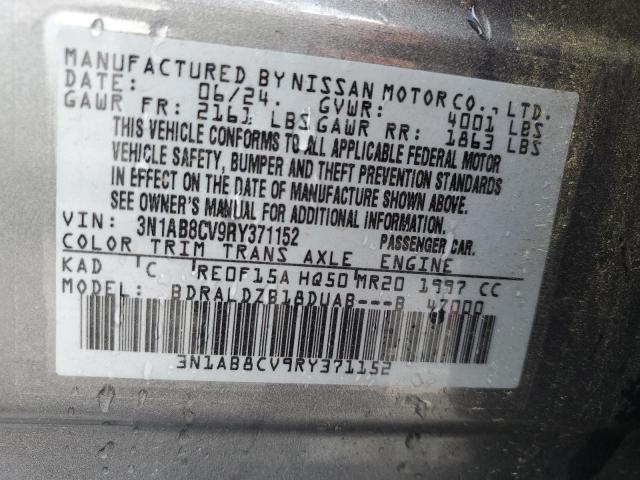 MANUFACTURED BY NISSAN MOTOR CO., LTD.
DATE: 06/24. GVWR: 4001 LBS
GAWR FR: 2161 LBS GAWR RR: 1863 LBS
THIS VEHICLE CONFORMS TO ALL APPLICABLE FEDERAL MOTOR
VEHICLE SAFETY, BUMPER AND THEFT PREVENTION STANDARDS
IN EFFECT ON THE DATE OF MANUFACTURE SHOWN ABOVE.
SEE OWNER'S MANUAL FOR ADDITIONAL INFORMATION.
VIN: 3N1AB8CV9RY371152 PASSENGER CAR.
COLOR TRIM TRANS AXLE ENGINE
KAD C RE0F15A HQ50 MR20 1997 CC
MODEL: BDRALDZB18DUAB---B 47000
3N1AB8CV9RY371152